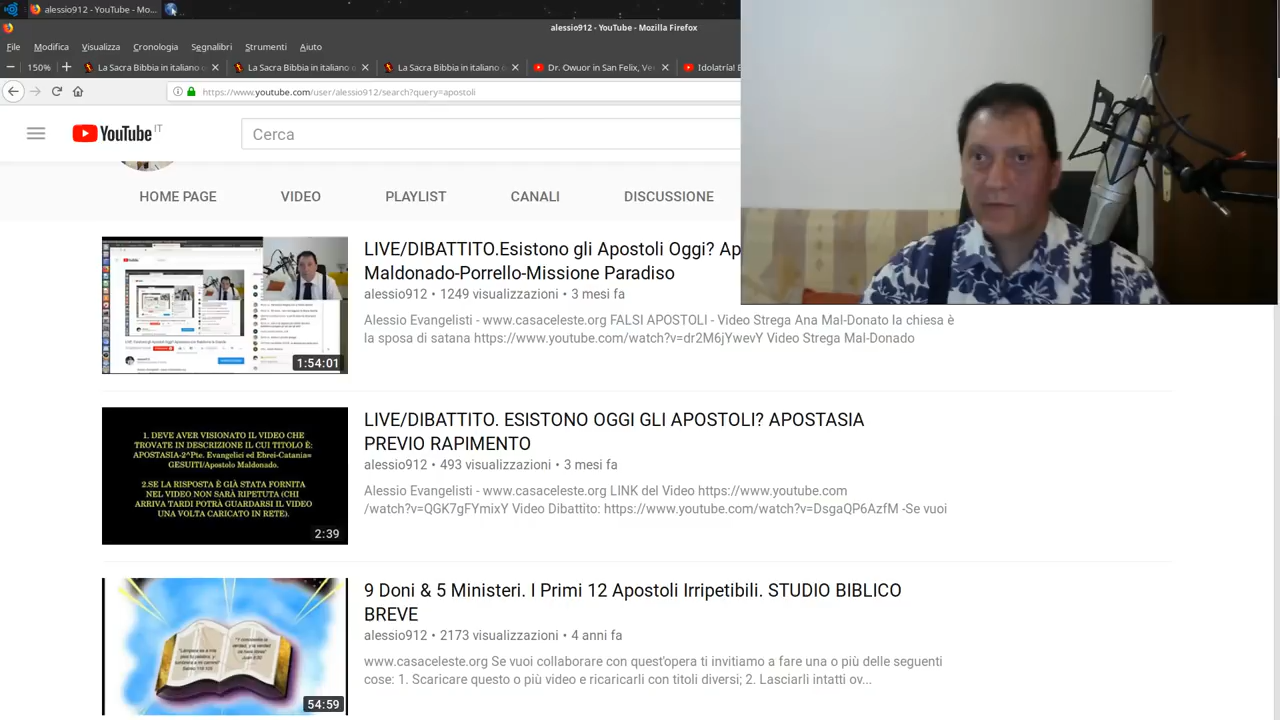 alessio912 - YouTube - Mo...
alessio912 - YouTube - Mozilla Firefox
File Modifica Visualizza Cronologia Segnalibri Strumenti Aiuto
150% La Sacra Bibbia in italiano La Sacra Bibbia in italiano La Sacra Bibbia in italiano Dr. Owuor in San Felix, Ve Idolatria!
https://www.youtube.com/user/alessio912/search?query=apostoli
YouTube IT
Cerca
HOME PAGE VIDEO PLAYLIST CANALI DISCUSSIONE
LIVE/DIBATTITO.Esistono gli Apostoli Oggi? Ap
Maldonado-Porrello-Missione Paradiso
alessio912 • 1249 visualizzazioni • 3 mesi fa
Alessio Evangelisti - www.casaceleste.org FALSI APOSTOLI - Video Strega Ana Mal-Donato la chiesa è
la sposa di satana https://www.youtube.com/watch?v=dr2M6jYwevY Video Strega Mal-Donado
1:54:01
LIVE/DIBATTITO. ESISTONO OGGI GLI APOSTOLI? APOSTASIA
PREVIO RAPIMENTO
alessio912 • 493 visualizzazioni • 3 mesi fa
Alessio Evangelisti - www.casaceleste.org LINK del Video https://www.youtube.com
/watch?v=QGK7gFYmixY Video Dibattito: https://www.youtube.com/watch?v=DsgaQP6AzfM -Se vuoi
1. DEVE AVER VISIONATO IL VIDEO CHE
TROVATE IN DESCRIZIONE IL CUI TITOLO È:
APOSTASIA-2^Pte. Evangelici ed Ebrei-Catania=
GESUITI/Apostolo Maldonado.
2.SE LA RISPOSTA È GIÀ STATA FORNITA
NEL VIDEO NON SARÀ RIPETUTA (CHI
ARRIVA TARDI POTRÀ GUARDARSI IL VIDEO
UNA VOLTA CARICATO IN RETE).
2:39
9 Doni & 5 Ministeri. I Primi 12 Apostoli Irripetibili. STUDIO BIBLICO
BREVE
alessio912 • 2173 visualizzazioni • 4 anni fa
www.casaceleste.org Se vuoi collaborare con quest'opera ti invitiamo a fare una o più delle seguenti
cose: 1. Scaricare questo o più video e ricaricarli con titoli diversi; 2. Lasciarli intatti ov...
54:59